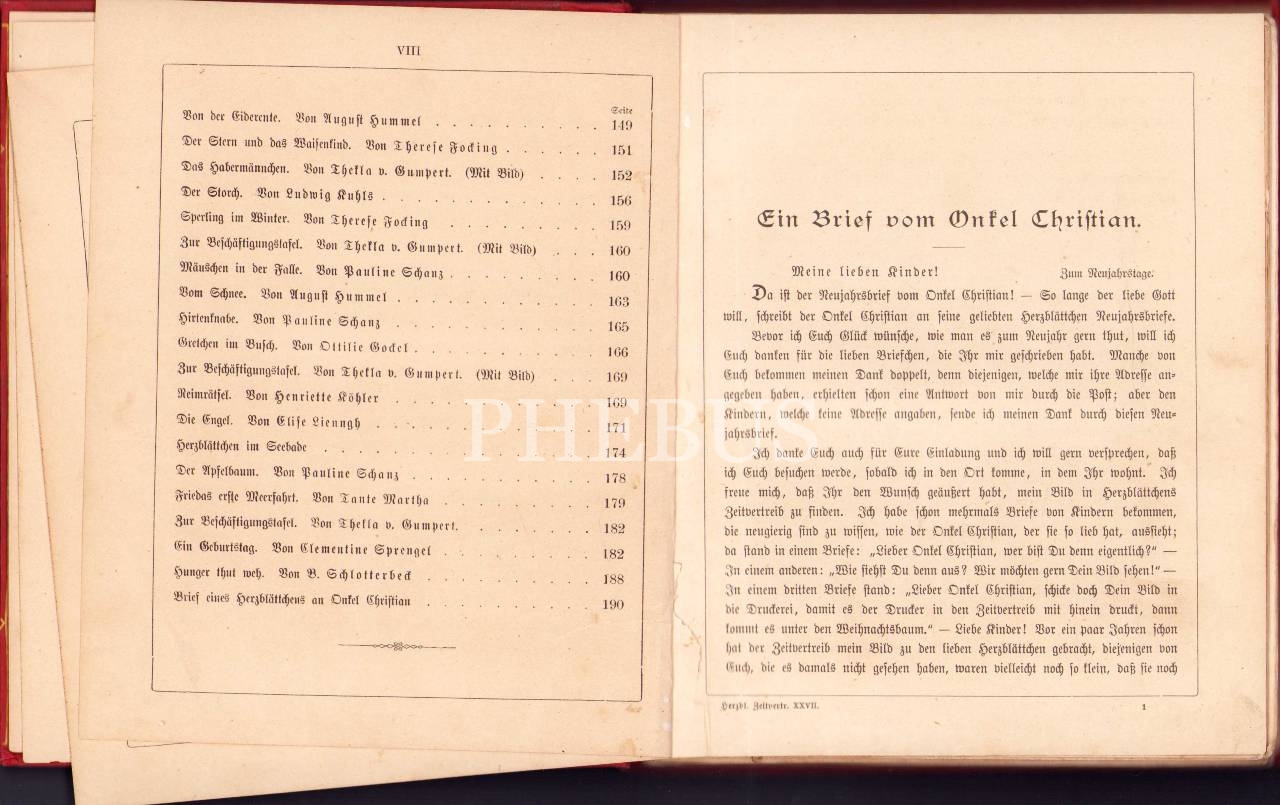 VIII
Seite
Von der Eiderente. Von August Hummel . . . . . . . . . . 149
Der Stern und das Waisenkind. Von Therese Focking . . . . . . 151
Das Habermännchen. Von Thekla v. Gumpert. (Mit Bild) . . . . 152
Der Storch. Von Ludwig Kuhls . . . . . . . . . . . . . 156
Sperling im Winter. Von Therese Focking . . . . . . . . . 159
Zur Beschäftigungstafel. Von Thekla v. Gumpert. (Mit Bild) . . . 160
Mäuschen in der Falle. Von Pauline Schanz . . . . . . . . . 160
Vom Schnee. Von August Hummel . . . . . . . . . . . . 163
Hirtenknabe. Von Pauline Schanz . . . . . . . . . . . . 165
Gretchen im Busch. Von Ottilie Gockel . . . . . . . . . . . 166
Zur Beschäftigungstafel. Von Thekla v. Gumpert. (Mit Bild) . . . 169
Reimrätsel. Von Henriette Köhler . . . . . . . . . . . . 169
Die Engel. Von Elise Lienngh . . . . . . . . . . . . . 171
Herzblättchen im Seebade . . . . . . . . . . . . . . . 174
Der Apfelbaum. Von Pauline Schanz . . . . . . . . . . . 178
Friedas erste Meerfahrt. Von Tante Martha . . . . . . . . . 179
Zur Beschäftigungstafel. Von Thekla v. Gumpert. . . . . . . . 182
Ein Geburtstag. Von Clementine Sprengel . . . . . . . . . 182
Hunger thut weh. Von B. Schlotterbeck . . . . . . . . . . 188
Brief eines Herzblättchens an Onkel Christian . . . . . . . . . 190
Ein Brief vom Onkel Christian.
Meine lieben Kinder! Zum Neujahrstage.
Da ist der Neujahrsbrief vom Onkel Christian! — So lange der liebe Gott
will, schreibt der Onkel Christian an seine geliebten Herzblättchen Neujahrsbriefe.
Bevor ich Euch Glück wünsche, wie man es zum Neujahr gern thut, will ich
Euch danken für die lieben Briefchen, die Ihr mir geschrieben habt. Manche von
Euch bekommen meinen Dank doppelt, denn diejenigen, welche mir ihre Adresse an-
gegeben haben, erhielten schon eine Antwort von mir durch die Post; aber den
Kindern, welche keine Adresse angaben, sende ich meinen Dank durch diesen Neu-
jahrsbrief.
Ich danke Euch auch für Eure Einladung und ich will gern versprechen, daß
ich Euch besuchen werde, sobald ich in den Ort komme, in dem Ihr wohnt. Ich
freue mich, daß Ihr den Wunsch geäußert habt, mein Bild in Herzblättchens
Zeitvertreib zu finden. Ich habe schon mehrmals Briefe von Kindern bekommen,
die neugierig sind zu wissen, wie der Onkel Christian, der sie so lieb hat, aussieht;
da stand in einem Briefe: „Lieber Onkel Christian, wer bist Du denn eigentlich?“ —
In einem anderen: „Wie siehst Du denn aus? Wir möchten gern Dein Bild sehen!“ —
In einem dritten Briefe stand: „Lieber Onkel Christian, schicke doch Dein Bild in
die Druckerei, damit es der Drucker in den Zeitvertreib mit hinein druckt, dann
kommt es unter den Weihnachtsbaum.“ — Liebe Kinder! Vor ein paar Jahren schon
hat der Zeitvertreib mein Bild zu den lieben Herzblättchen gebracht, diejenigen von
Euch, die es damals nicht gesehen haben, waren vielleicht noch so klein, daß sie noch
Herzbl. Zeitvertr. XXVII. 1
PHEBUS